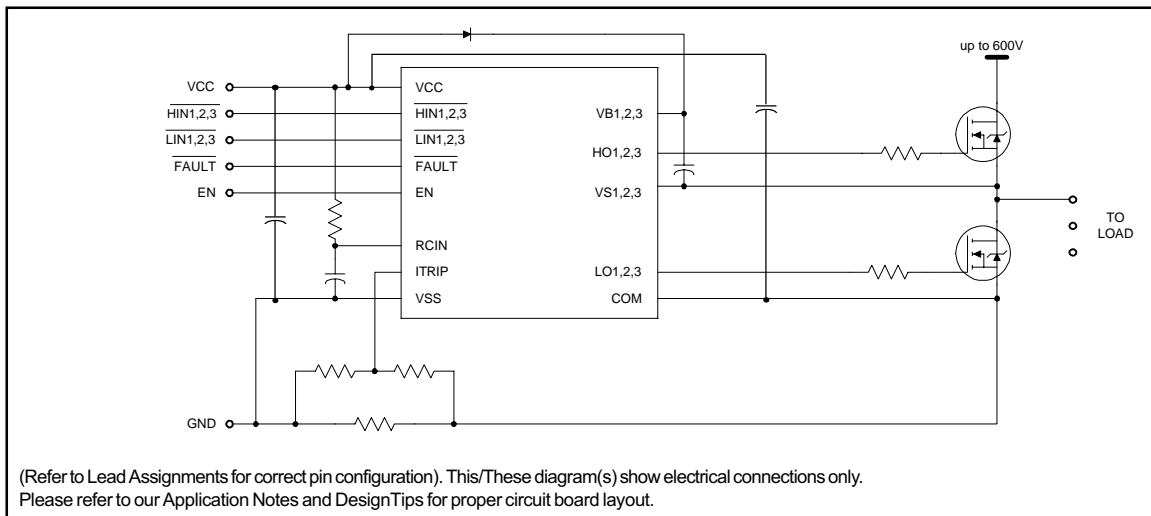 up to 600V
VCC
HIN1,2,3
LIN1,2,3
FAULT
EN
GND
VCC
HIN1,2,3
LIN1,2,3
FAULT
EN
RCIN
ITRIP
VSS
VB1,2,3
HO1,2,3
VS1,2,3
LO1,2,3
COM
TO
LOAD
(Refer to Lead Assignments for correct pin configuration). This/These diagram(s) show electrical connections only.
Please refer to our Application Notes and DesignTips for proper circuit board layout.